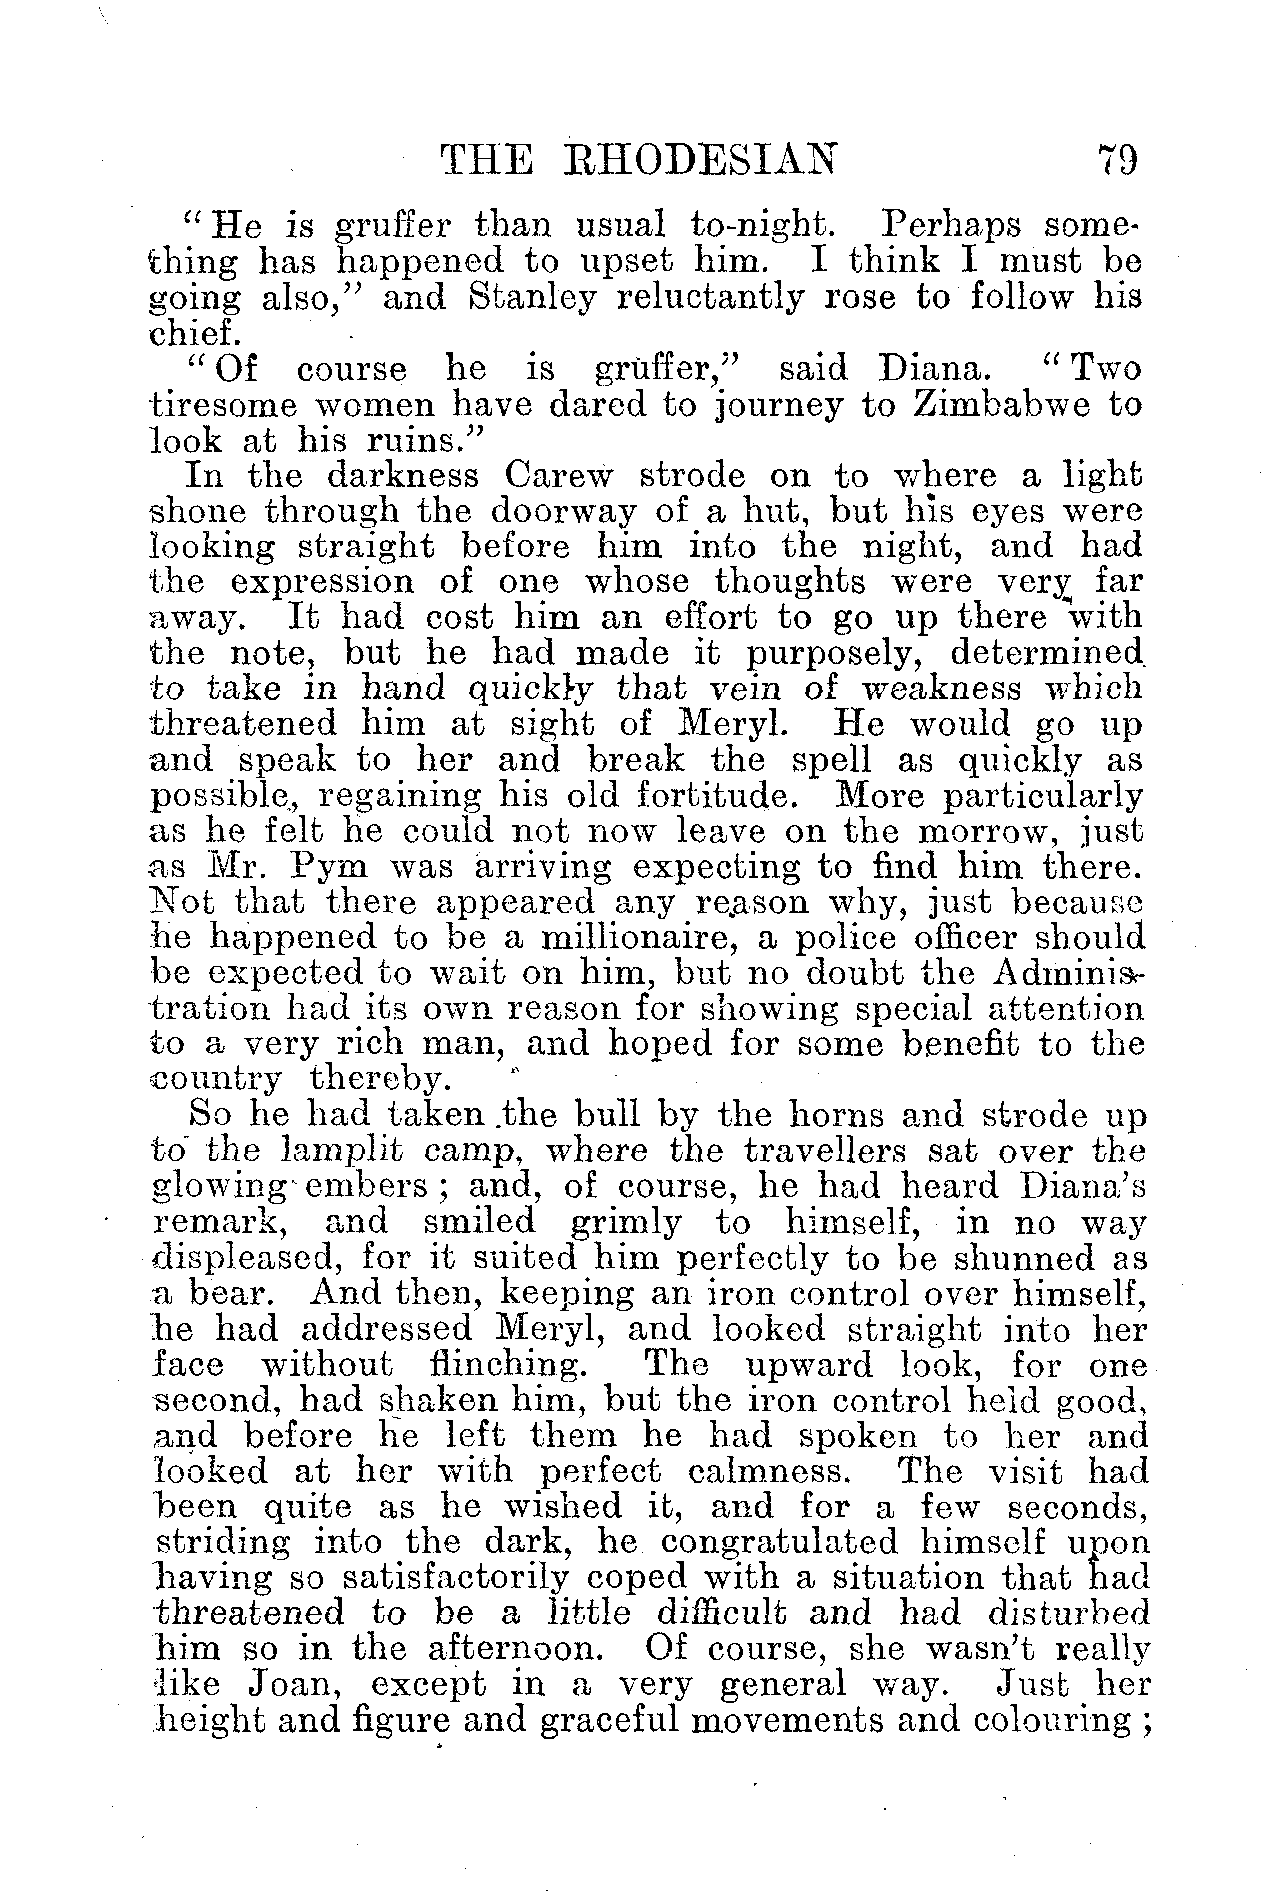 THE RHODESIAN 79
“ He is gruffer than usual to-night. Perhaps some-
thing has happened to upset him. I think I must be
going also,” and Stanley reluctantly rose to follow his
chief.
“ Of course he is gruffer,” said Diana. “ Two
tiresome women have dared to journey to Zimbabwe to
look at his ruins.”
In the darkness Carew strode on to where a light
shone through the doorway of a hut, but his eyes were
looking straight before him into the night, and had
the expression of one whose thoughts were very far
away. It had cost him an effort to go up there with
the note, but he had made it purposely, determined
to take in hand quickly that vein of weakness which
threatened him at sight of Meryl. He would go up
and speak to her and break the spell as quickly as
possible, regaining his old fortitude. More particularly
as he felt he could not now leave on the morrow, just
as Mr. Pym was arriving expecting to find him there.
Not that there appeared any reason why, just because
he happened to be a millionaire, a police officer should
be expected to wait on him, but no doubt the Adminis-
tration had its own reason for showing special attention
to a very rich man, and hoped for some benefit to the
country thereby.
So he had taken the bull by the horns and strode up
to the lamplit camp, where the travellers sat over the
glowing embers ; and, of course, he had heard Diana’s
remark, and smiled grimly to himself, in no way
displeased, for it suited him perfectly to be shunned as
a bear. And then, keeping an iron control over himself,
he had addressed Meryl, and looked straight into her
face without flinching. The upward look, for one
second, had shaken him, but the iron control held good,
and before he left them he had spoken to her and
looked at her with perfect calmness. The visit had
been quite as he wished it, and for a few seconds,
striding into the dark, he congratulated himself upon
having so satisfactorily coped with a situation that had
threatened to be a little difficult and had disturbed
him so in the afternoon. Of course, she wasn’t really
like Joan, except in a very general way. Just her
height and figure and graceful movements and colouring ;